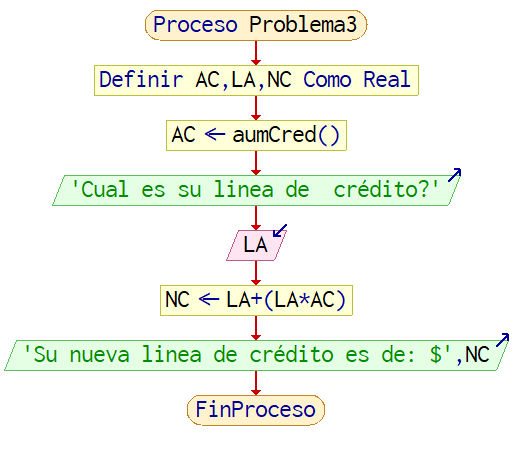 Proceso Problema3
Definir AC,LA,NC Como Real
AC ← aumCred()
'Cual es su linea de  crédito?'
LA
NC ← LA+(LA*AC)
'Su nueva linea de crédito es de: $',NC
FinProceso